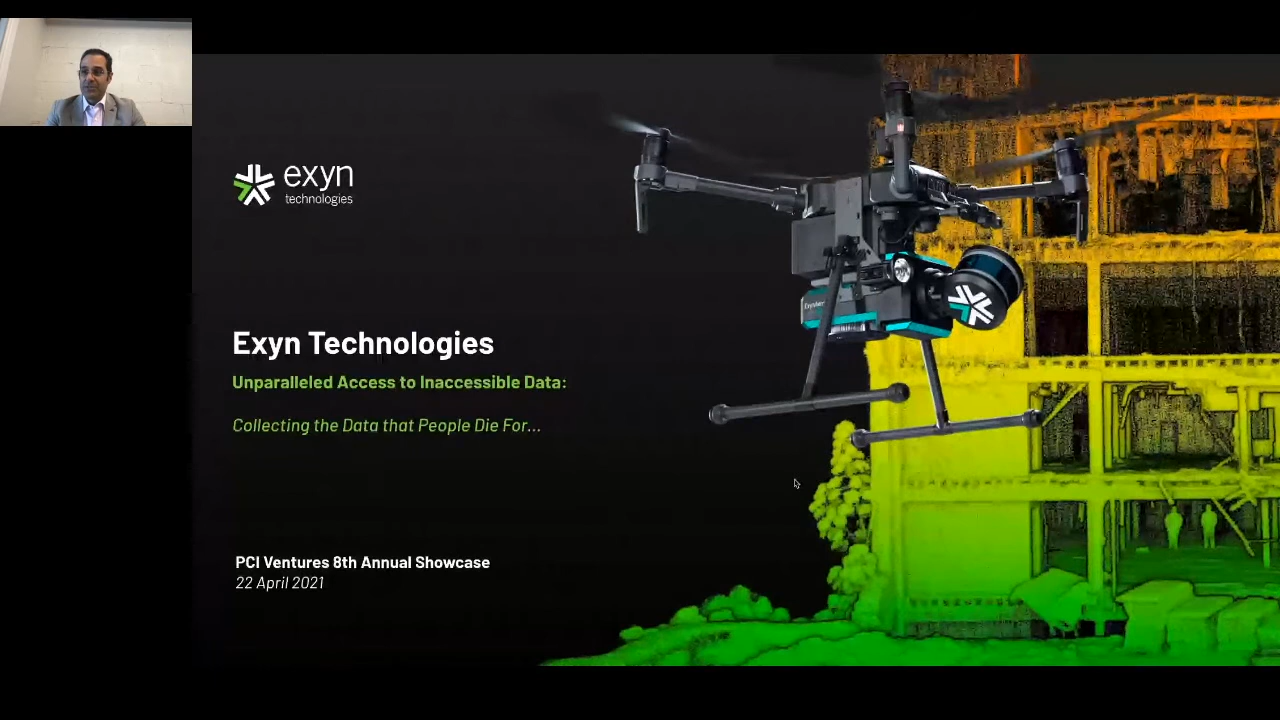 exyn
technologies
Exyn Technologies
Unparalleled Access to Inaccessible Data:
Collecting the Data that People Die For...
PCI Ventures 8th Annual Showcase
22 April 2021